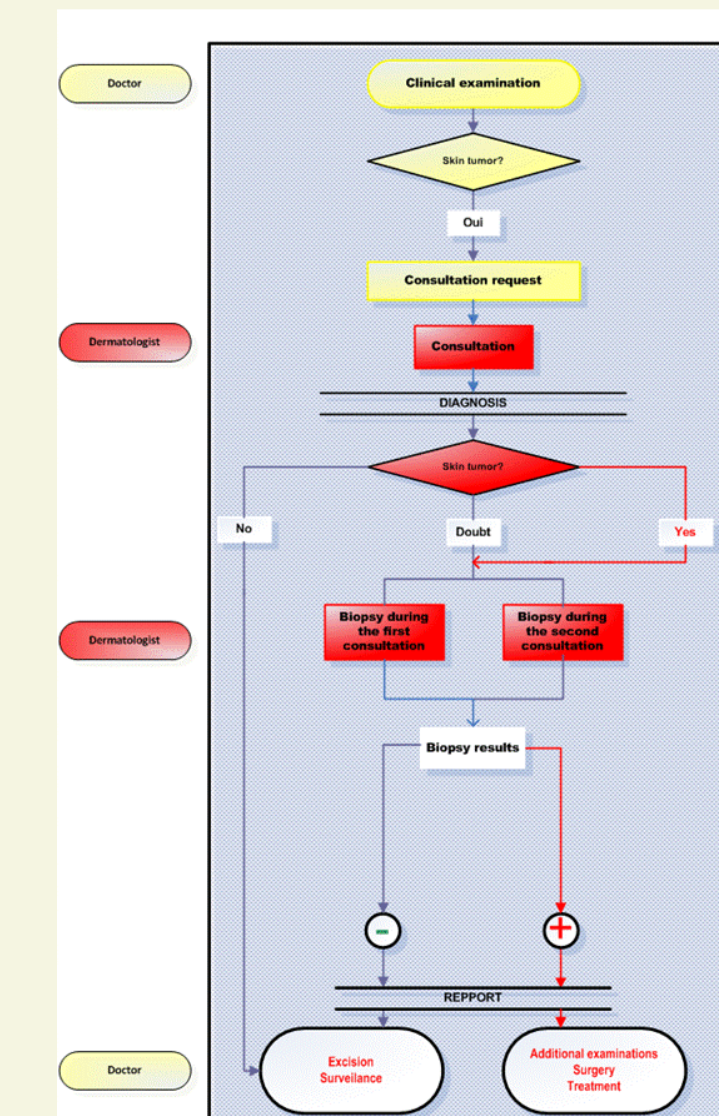 Doctor
Clinical examination
Skin tumor?
Oui
Consultation request
Dermatologist
Consultation
DIAGNOSIS
Skin tumor?
No
Doubt
Yes
Dermatologist
Biopsy during
the first
consultation
Biopsy during
the second
consultation
Biopsy results
-
+
REPPORT
Doctor
Excision
Surveilance
Additional examinations
Surgery
Treatment